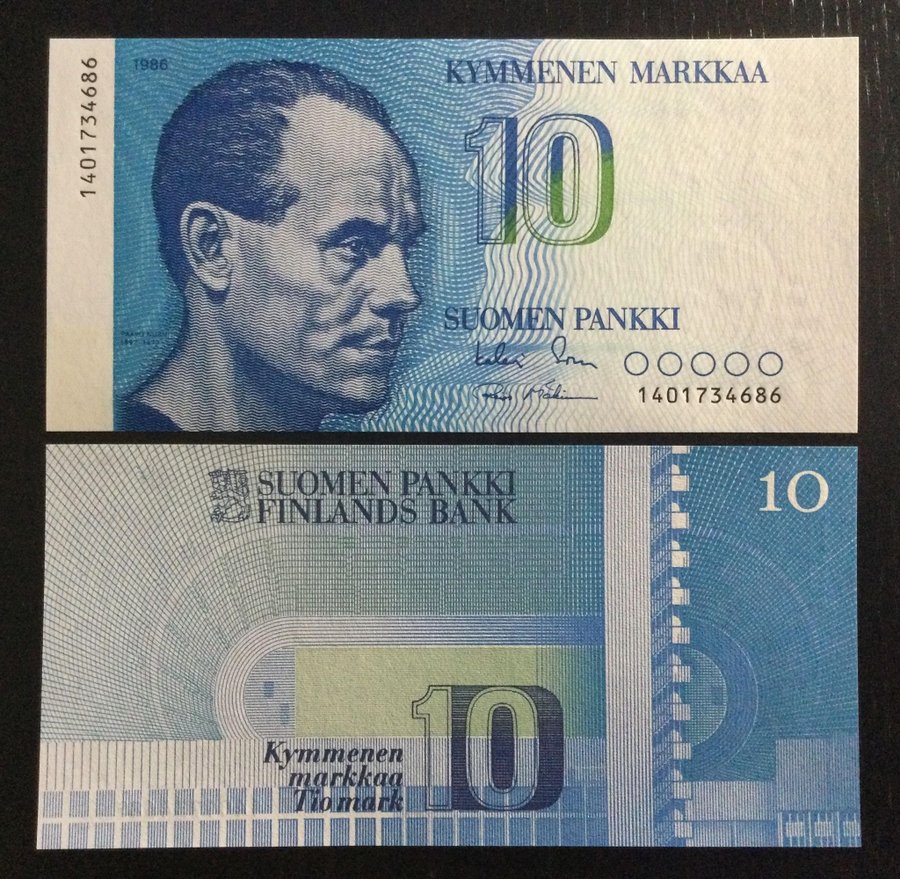 1401734686
1986
KYMMENEN MARKKAA
10
SUOMEN PANKKI
1401734686
SUOMEN PANKKI
FINLANDS BANK
10
Kymmenen
markkaa
Tio mark
10